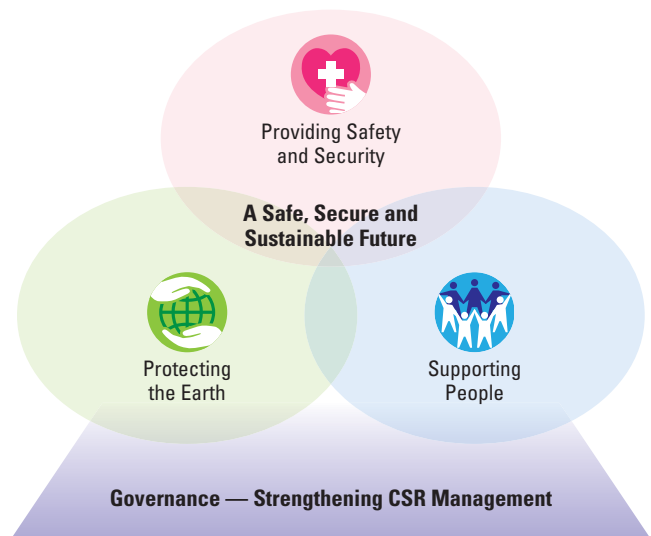 Providing Safety
and Security
A Safe, Secure and
Sustainable Future
Protecting
the Earth
Supporting
People
Governance — Strengthening CSR Management